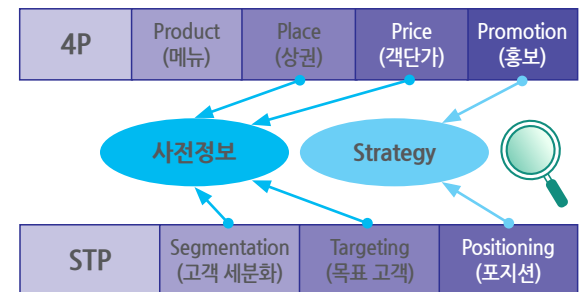 4P
Product
(메뉴)
Place
(상권)
Price
(객단가)
Promotion
(홍보)
사전정보
Strategy
STP
Segmentation
(고객 세분화)
Targeting
(목표 고객)
Positioning
(포지션)